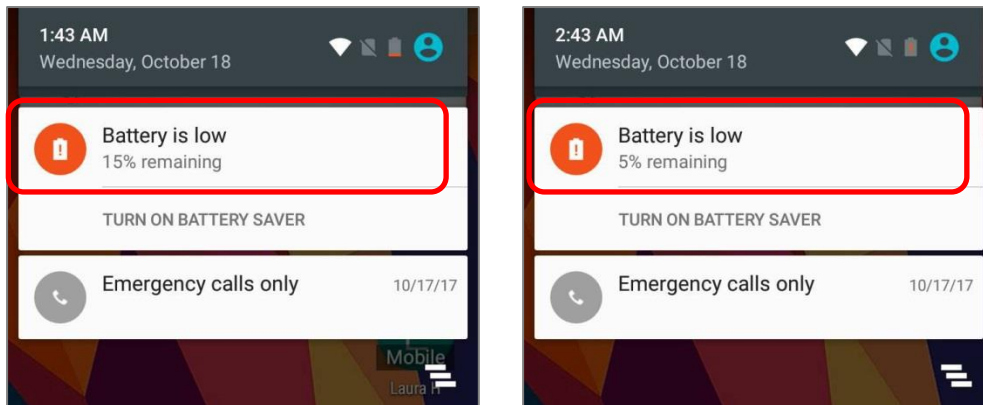 1:43 AM
Wednesday, October 18
Battery is low
15% remaining
TURN ON BATTERY SAVER
Emergency calls only 10/17/17
Mobile
Laura H
2:43 AM
Wednesday, October 18
Battery is low
5% remaining
TURN ON BATTERY SAVER
Emergency calls only 10/17/17